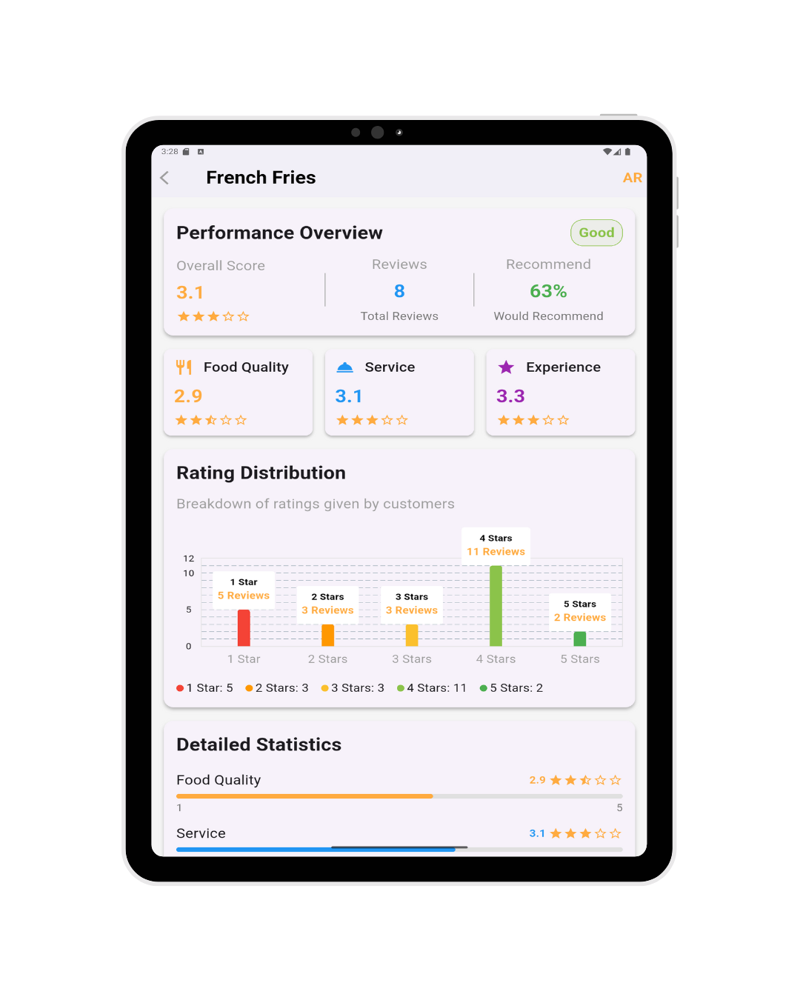 3:28
French Fries
AR
Performance Overview
Good
Overall Score
Reviews
Recommend
3.1
8
63%
Total Reviews
Would Recommend
Food Quality
Service
Experience
2.9
3.1
3.3
Rating Distribution
Breakdown of ratings given by customers
4 Stars
11 Reviews
12
10
1 Star
5 Reviews
2 Stars
3 Reviews
3 Stars
3 Reviews
5 Stars
2 Reviews
5
0
1 Star
2 Stars
3 Stars
4 Stars
5 Stars
1 Star: 5
2 Stars: 3
3 Stars: 3
4 Stars: 11
5 Stars: 2
Detailed Statistics
Food Quality
2.9
1
5
Service
3.1